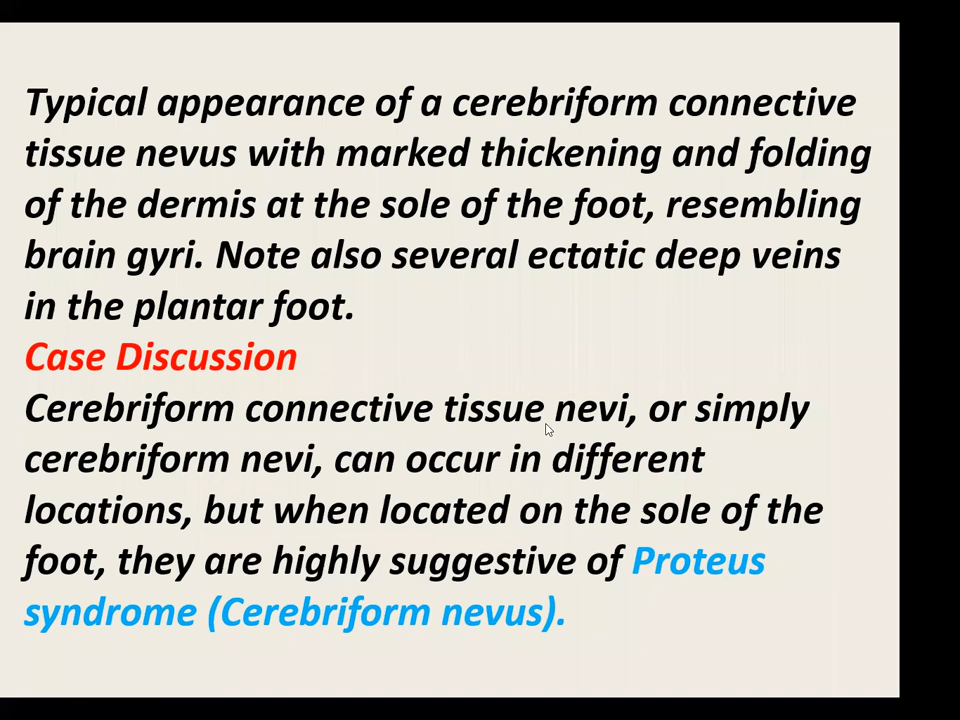 Typical appearance of a cerebriform connective
tissue nevus with marked thickening and folding
of the dermis at the sole of the foot, resembling
brain gyri. Note also several ectatic deep veins
in the plantar foot.
Case Discussion
Cerebriform connective tissue nevi, or simply
cerebriform nevi, can occur in different
locations, but when located on the sole of the
foot, they are highly suggestive of Proteus
syndrome (Cerebriform nevus).